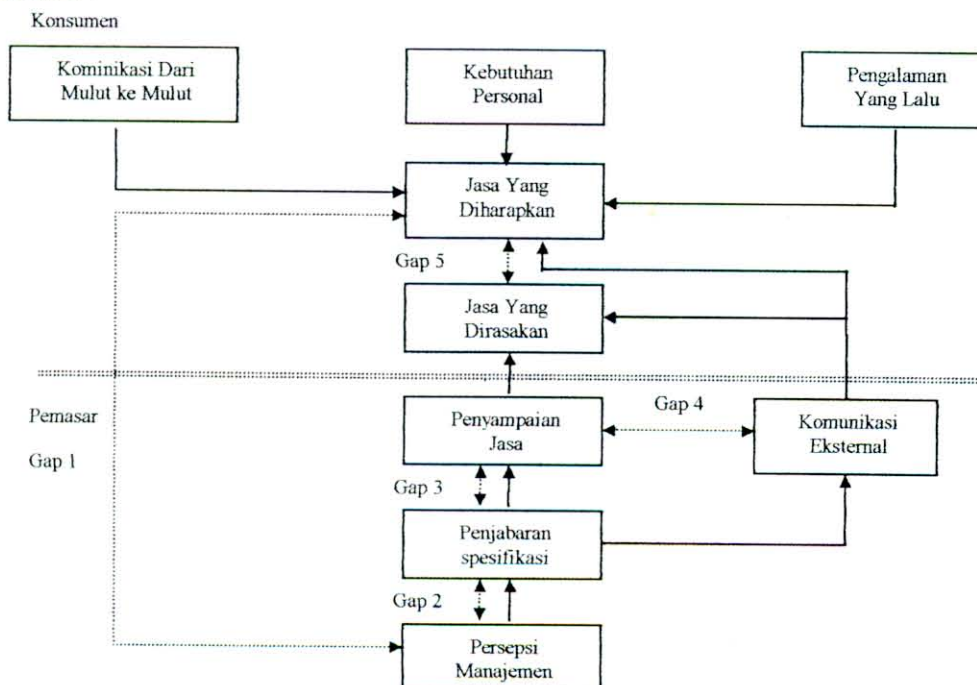 Konsumen
Kominikasi Dari
Mulut ke Mulut
Kebutuhan
Personal
Pengalaman
Yang Lalu
Jasa Yang
Diharapkan
Gap 5
Jasa Yang
Dirasakan
Pemasar
Gap 1
Penyampaian
Jasa
Gap 4
Komunikasi
Eksternal
Gap 3
Penjabaran
spesifikasi
Gap 2
Persepsi
Manajemen